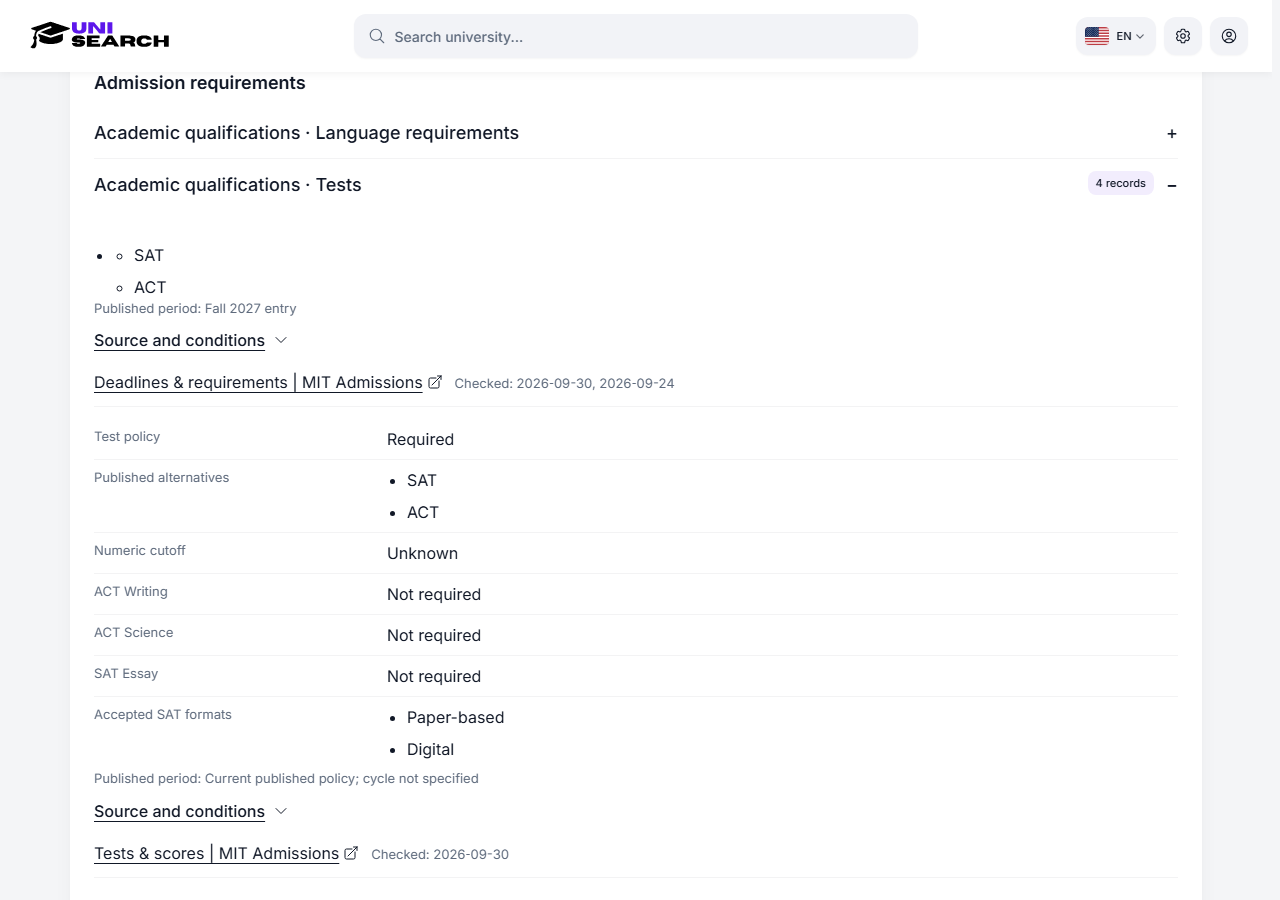 UNI
SEARCH
Search university...
EN
Admission requirements
Academic qualifications · Language requirements
+
Academic qualifications · Tests
4 records
−
SAT
ACT
Published period: Fall 2027 entry
Source and conditions
Deadlines & requirements | MIT Admissions
Checked: 2026-09-30, 2026-09-24
Test policy
Required
Published alternatives
SAT
ACT
Numeric cutoff
Unknown
ACT Writing
Not required
ACT Science
Not required
SAT Essay
Not required
Accepted SAT formats
Paper-based
Digital
Published period: Current published policy; cycle not specified
Source and conditions
Tests & scores | MIT Admissions
Checked: 2026-09-30